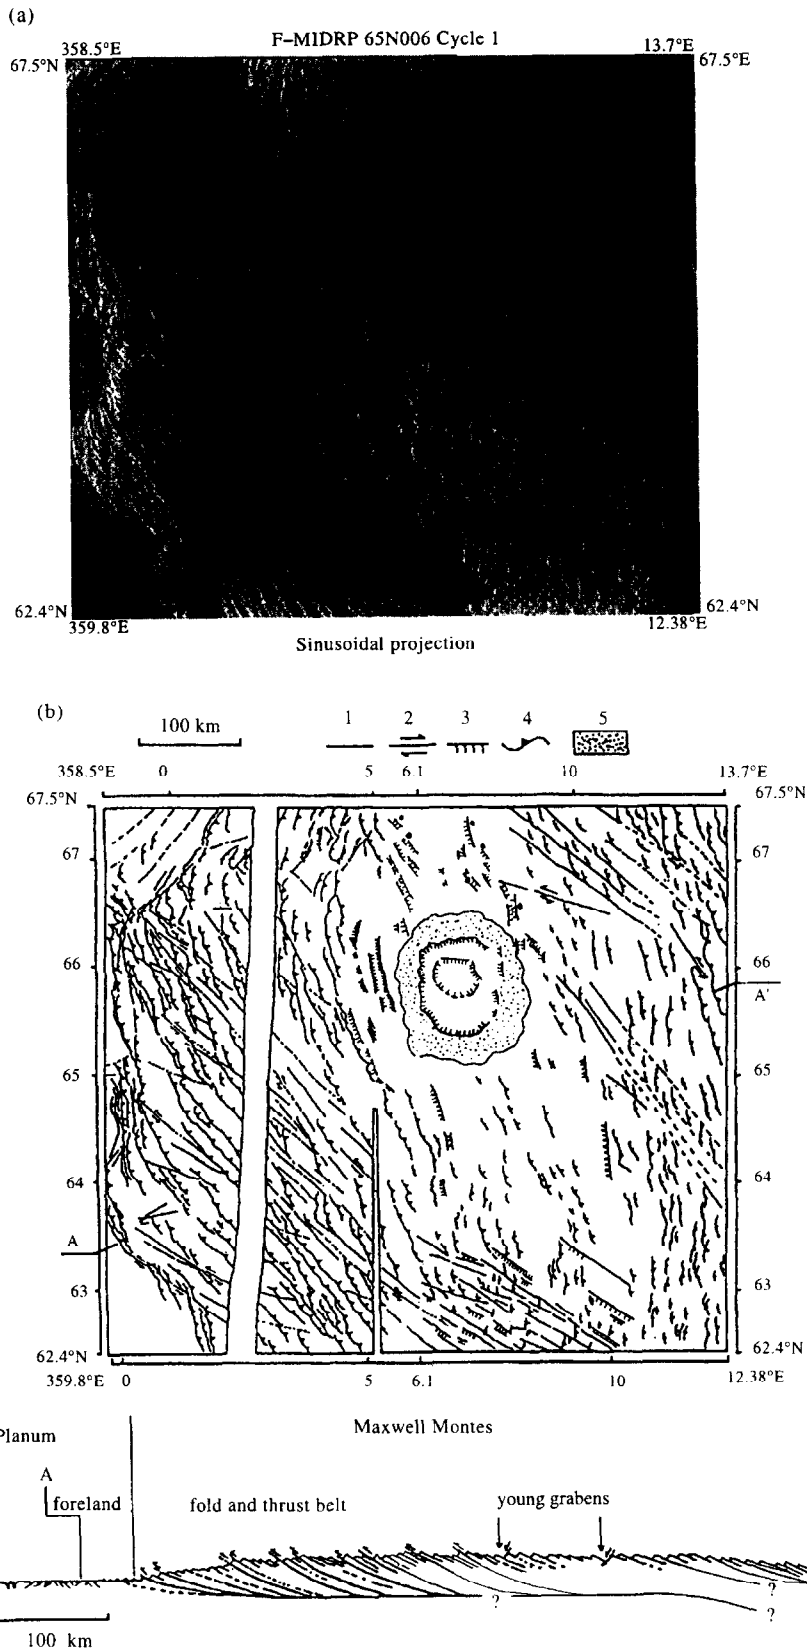 (a)
F–MIDRP 65N006 Cycle 1
358.5°E 13.7°E
67.5°N 67.5°E
62.4°N 62.4°N
359.8°E 12.38°E
Sinusoidal projection
(b)
100 km 1 2 3 4 5
358.5°E 0 5 6.1 10 13.7°E
67.5°N 67.5°N
67 67
66 66
A'
65 65
64 64
A
63 63
62.4°N 62.4°N
359.8°E 0 5 6.1 10 12.38°E
Planum Maxwell Montes
A
foreland fold and thrust belt young grabens
? ?
?
100 km